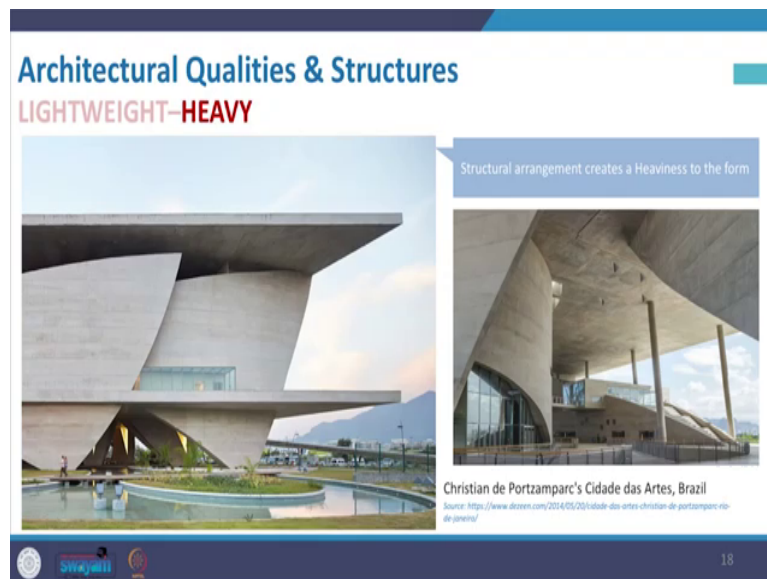 Architectural Qualities & Structures
LIGHTWEIGHT–HEAVY
Structural arrangement creates a Heaviness to the form
Christian de Portzamparc's Cidade das Artes, Brazil
Source: https://www.dezeen.com/2014/05/20/cidade-das-artes-christian-de-portzamparc-rio-
de-janeiro/
swayam
18